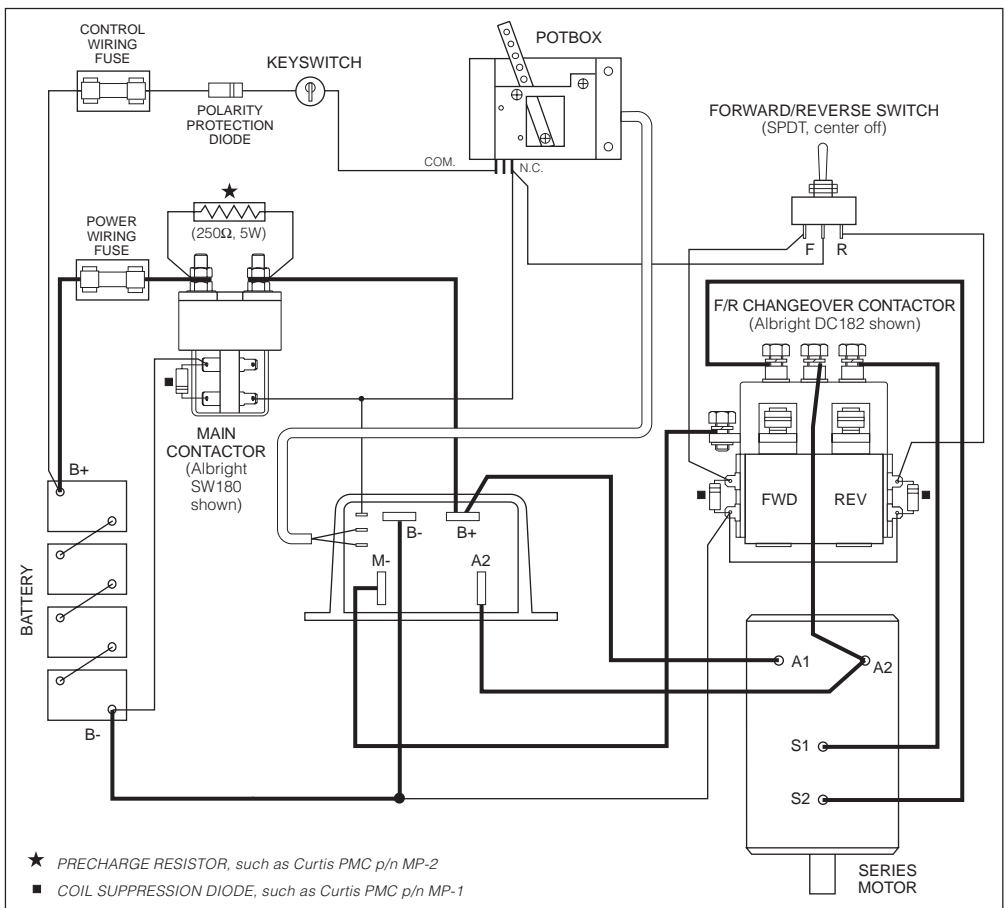 CONTROL
WIRING
FUSE
KEYSWITCH
POTBOX
POLARITY
PROTECTION
DIODE
FORWARD/REVERSE SWITCH
(SPDT, center off)
COM.
N.C.
★
(250Ω, 5W)
POWER
WIRING
FUSE
F R
F/R CHANGEOVER CONTACTOR
(Albright DC182 shown)
■
MAIN
CONTACTOR
(Albright
SW180
shown)
B+
■
FWD
REV
■
B-
B+
M-
A2
BATTERY
A1
A2
B-
S1
S2
SERIES
MOTOR
★ PRECHARGE RESISTOR, such as Curtis PMC p/n MP-2
■ COIL SUPPRESSION DIODE, such as Curtis PMC p/n MP-1